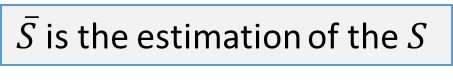 S̄ is the estimation of the S